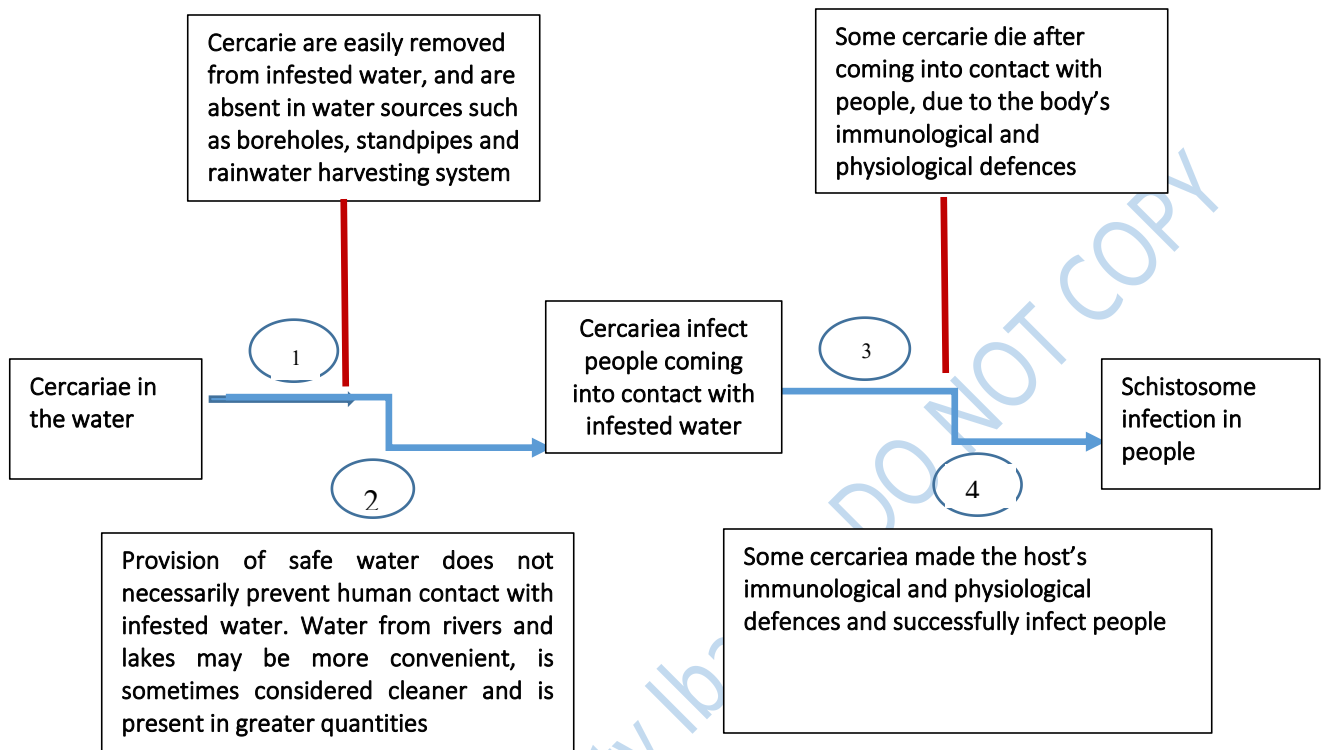 Cercarie are easily removed
from infested water, and are
absent in water sources such
as boreholes, standpipes and
rainwater harvesting system
Some cercarie die after
coming into contact with
people, due to the body’s
immunological and
physiological defences
1
3
Cercariae in
the water
Cercariea infect
people coming
into contact with
infested water
Schistosome
infection in
people
2
4
Provision of safe water does not
necessarily prevent human contact with
infested water. Water from rivers and
lakes may be more convenient, is
sometimes considered cleaner and is
present in greater quantities
Some cercariea made the host’s
immunological and physiological
defences and successfully infect people
DO NOT COPY